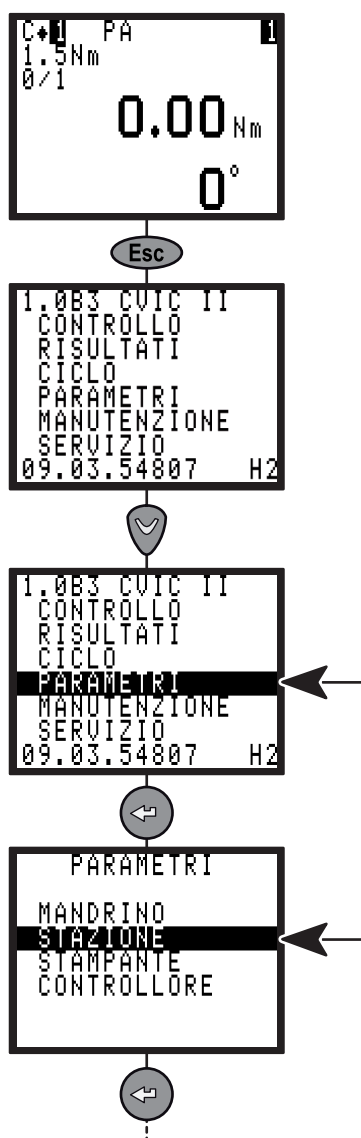 C♦1 PA 1
1.5Nm
0/1
0.00 Nm
0°
Esc
1.0B3 CVIC II
CONTROLLO
RISULTATI
CICLO
PARAMETRI
MANUTENZIONE
SERVIZIO
09.03.54807 H2
1.0B3 CVIC II
CONTROLLO
RISULTATI
CICLO
PARAMETRI
MANUTENZIONE
SERVIZIO
09.03.54807 H2
PARAMETRI
MANDRINO
STAZIONE
STAMPANTE
CONTROLLORE